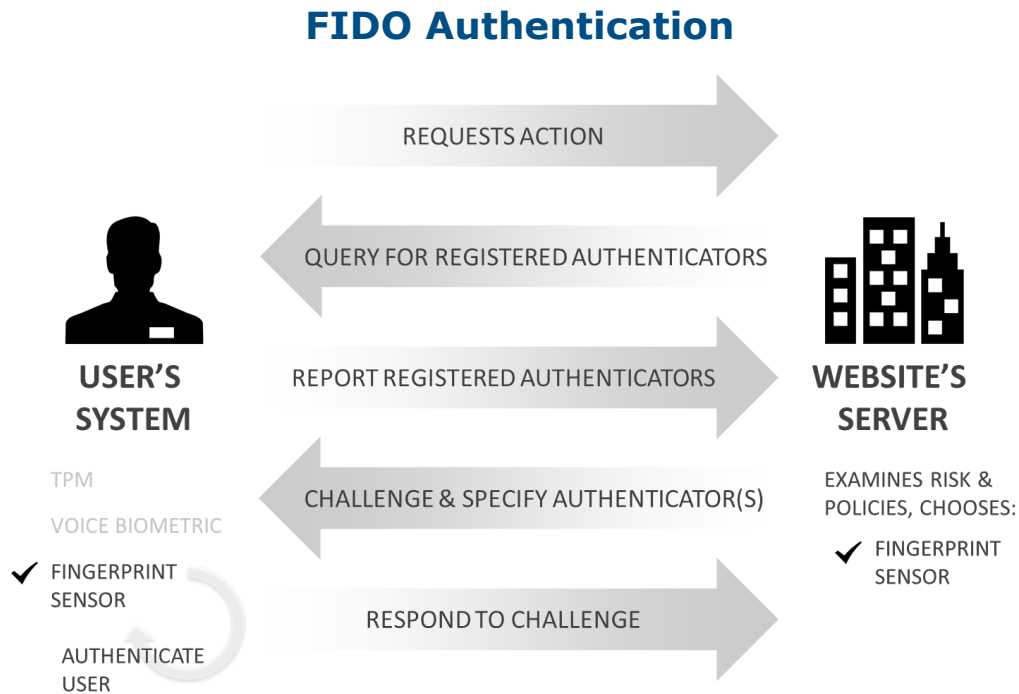 FIDO Authentication
REQUESTS ACTION
QUERY FOR REGISTERED AUTHENTICATORS
REPORT REGISTERED AUTHENTICATORS
CHALLENGE & SPECIFY AUTHENTICATOR(S)
RESPOND TO CHALLENGE
USER'S
SYSTEM
TPM
VOICE BIOMETRIC
FINGERPRINT
SENSOR
AUTHENTICATE
USER
WEBSITE'S
SERVER
EXAMINES RISK &
POLICIES, CHOOSES:
FINGERPRINT
SENSOR